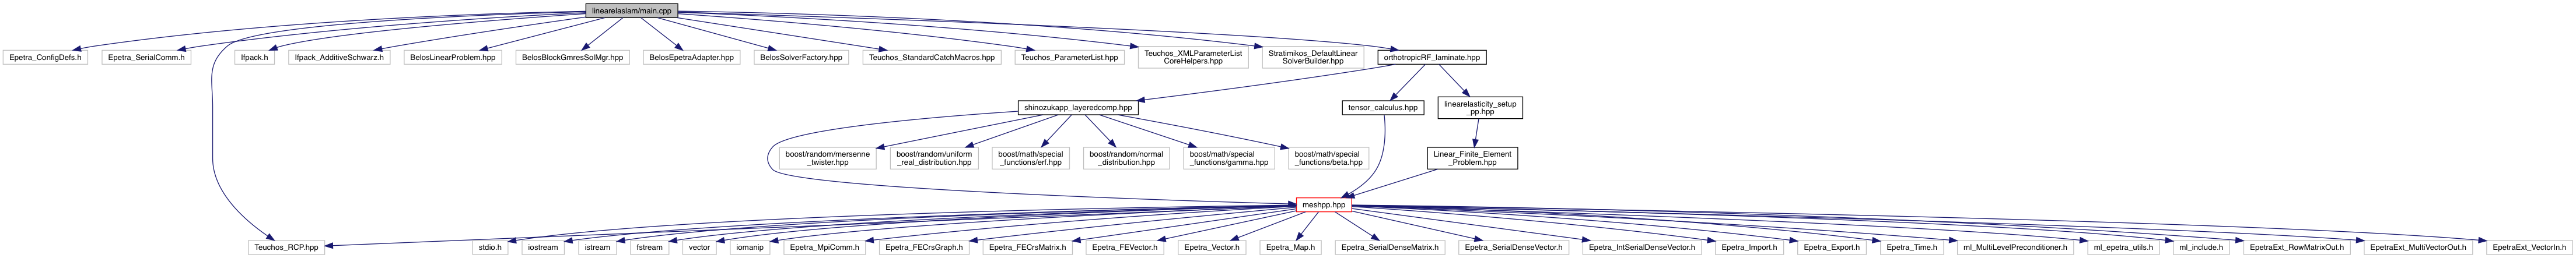 linearelaslam/main.cpp
Epetra_ConfigDefs.h
Epetra_SerialComm.h
Ifpack.h
Ifpack_AdditiveSchwarz.h
BelosLinearProblem.hpp
BelosBlockGmresSolMgr.hpp
BelosEpetraAdapter.hpp
BelosSolverFactory.hpp
Teuchos_StandardCatchMacros.hpp
Teuchos_ParameterList.hpp
Teuchos_XMLParameterList
CoreHelpers.hpp
Stratimikos_DefaultLinear
SolverBuilder.hpp
orthotropicRF_laminate.hpp
shinozukapp_layeredcomp.hpp
tensor_calculus.hpp
linearelasticity_setup
_pp.hpp
boost/random/mersenne
_twister.hpp
boost/random/uniform
_real_distribution.hpp
boost/math/special
_functions/erf.hpp
boost/random/normal
_distribution.hpp
boost/math/special
_functions/gamma.hpp
boost/math/special
_functions/beta.hpp
Linear_Finite_Element
_Problem.hpp
meshpp.hpp
Teuchos_RCP.hpp
stdio.h
iostream
istream
fstream
vector
iomanip
Epetra_MpiComm.h
Epetra_FECrsGraph.h
Epetra_FECrsMatrix.h
Epetra_FEVector.h
Epetra_Vector.h
Epetra_Map.h
Epetra_SerialDenseMatrix.h
Epetra_SerialDenseVector.h
Epetra_IntSerialDenseVector.h
Epetra_Import.h
Epetra_Export.h
Epetra_Time.h
ml_MultiLevelPreconditioner.h
ml_epetra_utils.h
ml_include.h
EpetraExt_RowMatrixOut.h
EpetraExt_MultiVectorOut.h
EpetraExt_VectorIn.h